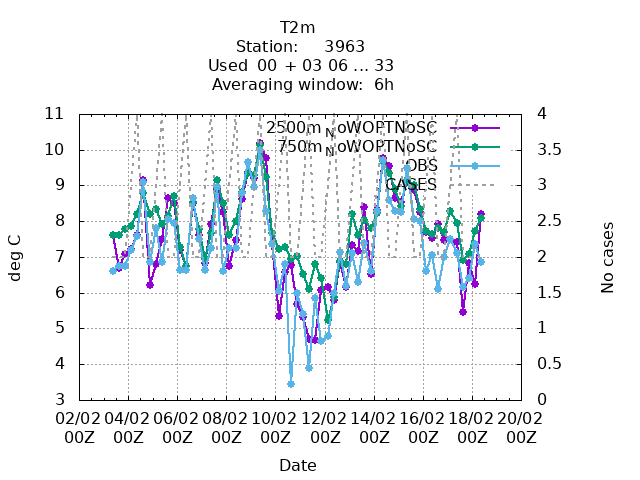 T2m
Station:     3963
Used  00 + 03 06 ... 33
Averaging window:  6h
2500m_NoWOPTNoSC
750m_NoWOPTNoSC
OBS
CASES
deg C
11
10
9
8
7
6
5
4
3
No cases
4
3.5
3
2.5
2
1.5
1
0.5
0
02/02 04/02 06/02 08/02 10/02 12/02 14/02 16/02 18/02 20/02
00Z 00Z 00Z 00Z 00Z 00Z 00Z 00Z 00Z 00Z
Date